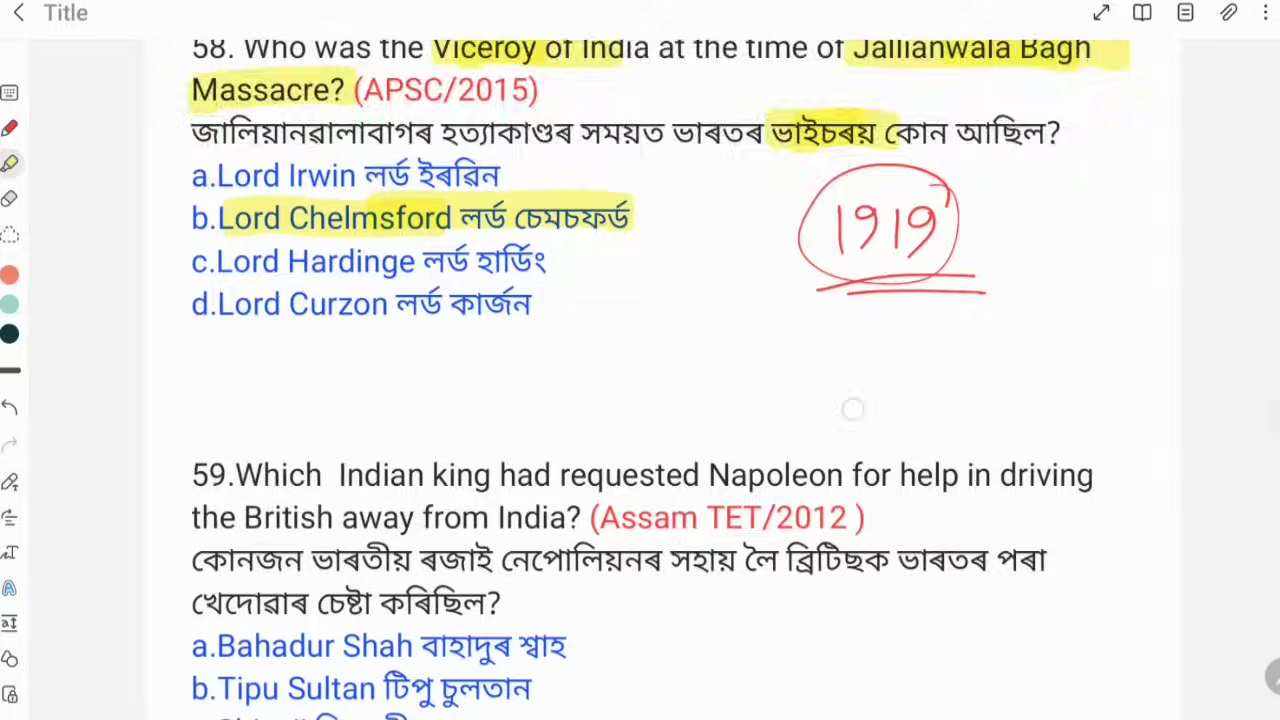 Title
58. Who was the Viceroy of India at the time of Jallianwala Bagh
Massacre? (APSC/2015)
জালিয়ানৱালাবাগৰ হত্যাকাণ্ডৰ সময়ত ভাৰতৰ ভাইচৰয় কোন আছিল?
a.Lord Irwin লৰ্ড ইৰৱিন
b.Lord Chelmsford লৰ্ড চেমচফৰ্ড
1919
c.Lord Hardinge লৰ্ড হাৰ্ডিং
d.Lord Curzon লৰ্ড কাৰ্জন
59.Which Indian king had requested Napoleon for help in driving
the British away from India? (Assam TET/2012 )
কোনজন ভাৰতীয় ৰজাই নেপোলিয়নৰ সহায় লৈ ব্ৰিটিছক ভাৰতৰ পৰা
খেদোৱাৰ চেষ্টা কৰিছিল?
a.Bahadur Shah বাহাদুৰ শ্বাহ
b.Tipu Sultan টিপু চুলতান